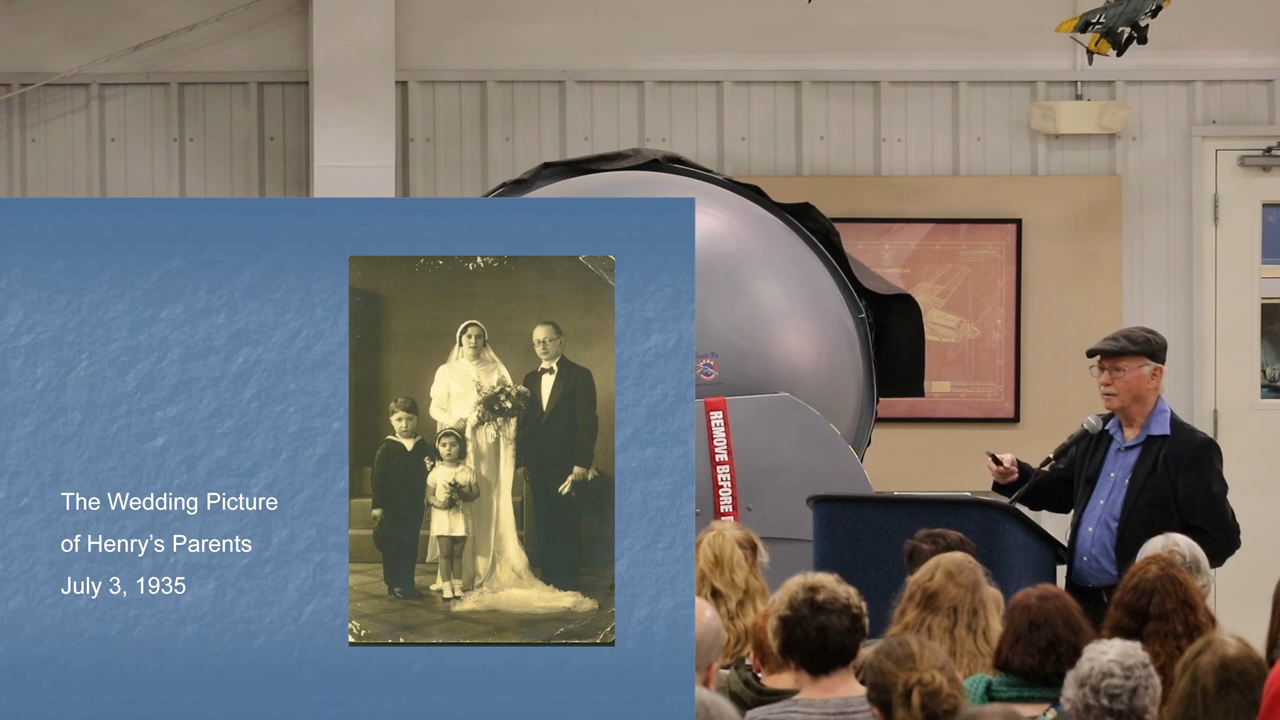 The Wedding Picture
of Henry's Parents
July 3, 1935
REMOVE BEFORE